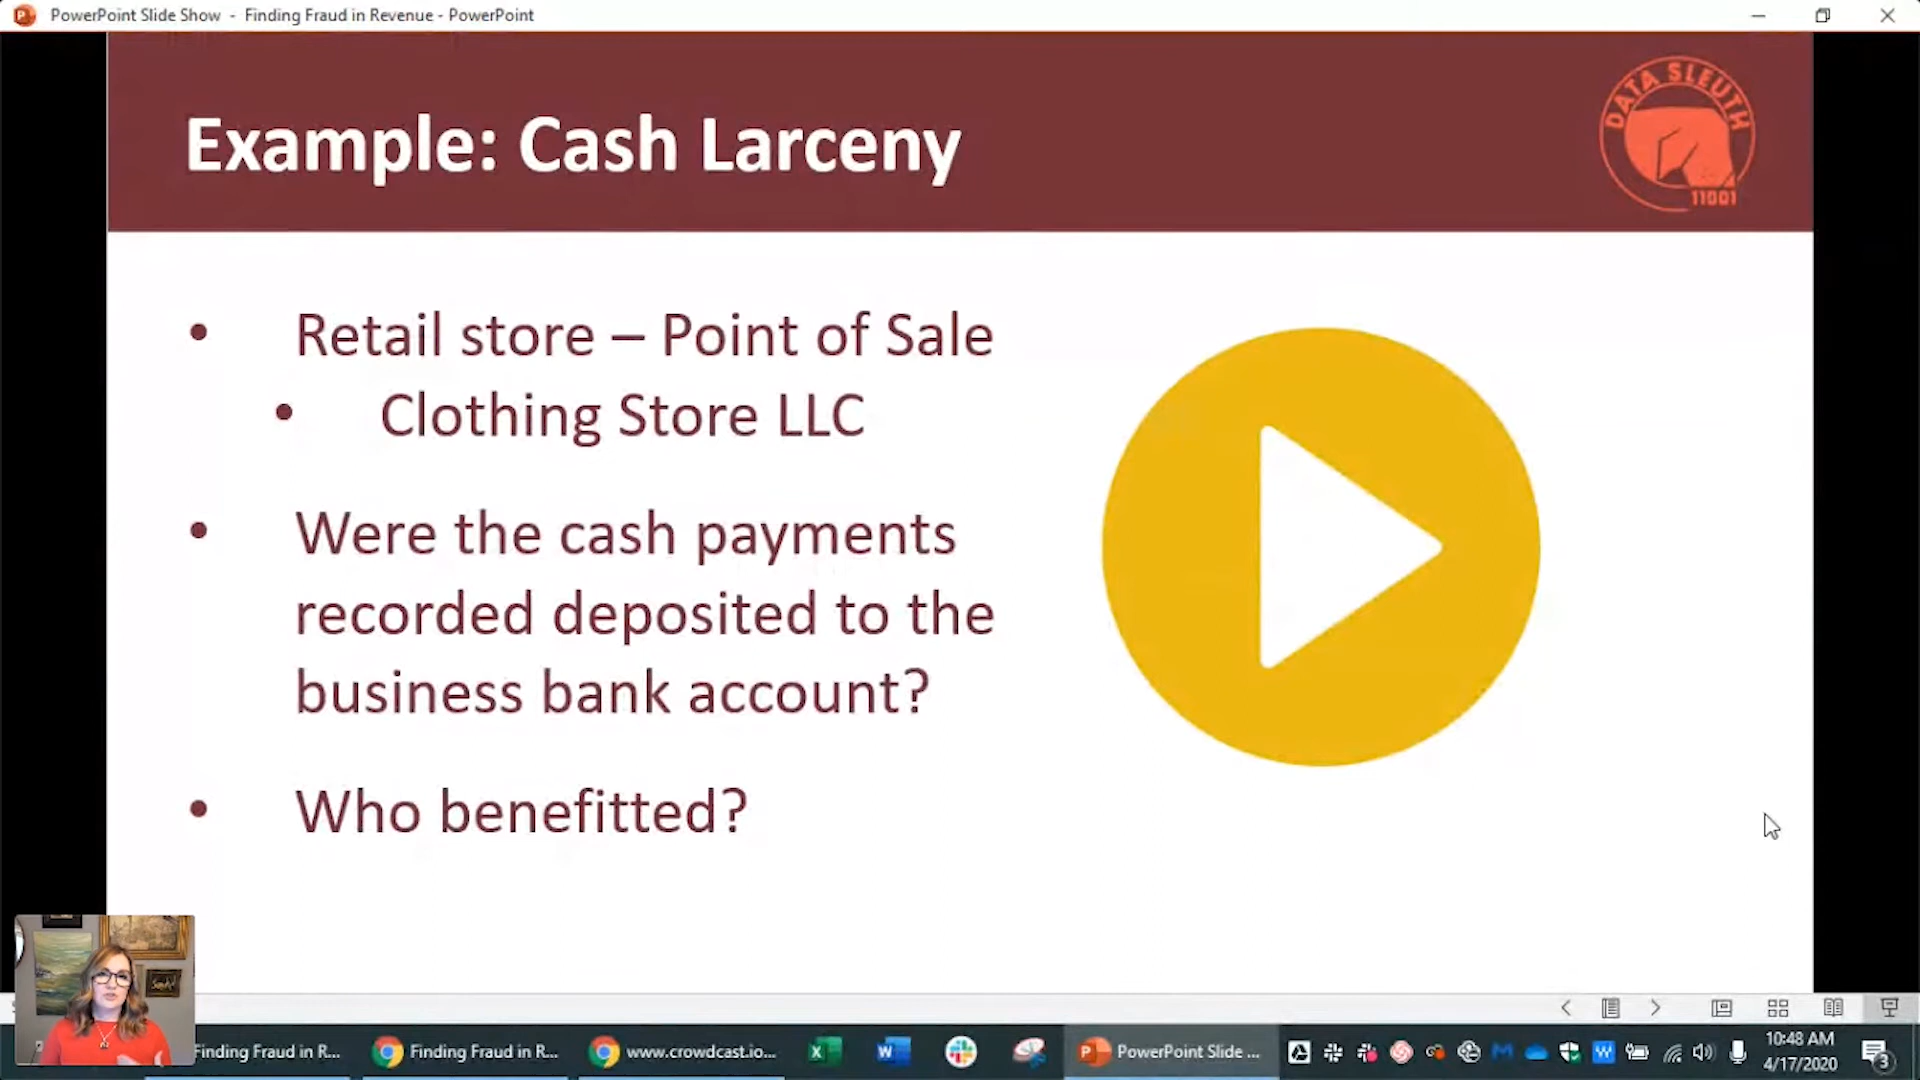 PowerPoint Slide Show - Finding Fraud in Revenue - PowerPoint
DATA SLEUTH
11001
Example: Cash Larceny
• Retail store – Point of Sale
• Clothing Store LLC
• Were the cash payments
recorded deposited to the
business bank account?
• Who benefitted?
Finding Fraud in R...
Finding Fraud in R...
www.crowdcast.io...
PowerPoint Slide ...
10:48 AM
4/17/2020
3